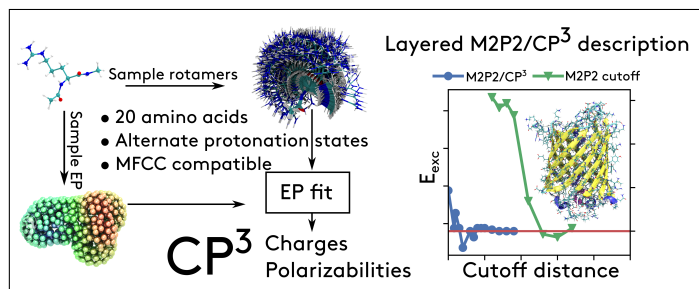 Sample rotamers
Sample EP
• 20 amino acids
• Alternate protonation states
• MFCC compatible
EP fit
CP³
Charges
Polarizabilities
Layered M2P2/CP³ description
M2P2/CP³
M2P2 cutoff
E_exc
Cutoff distance